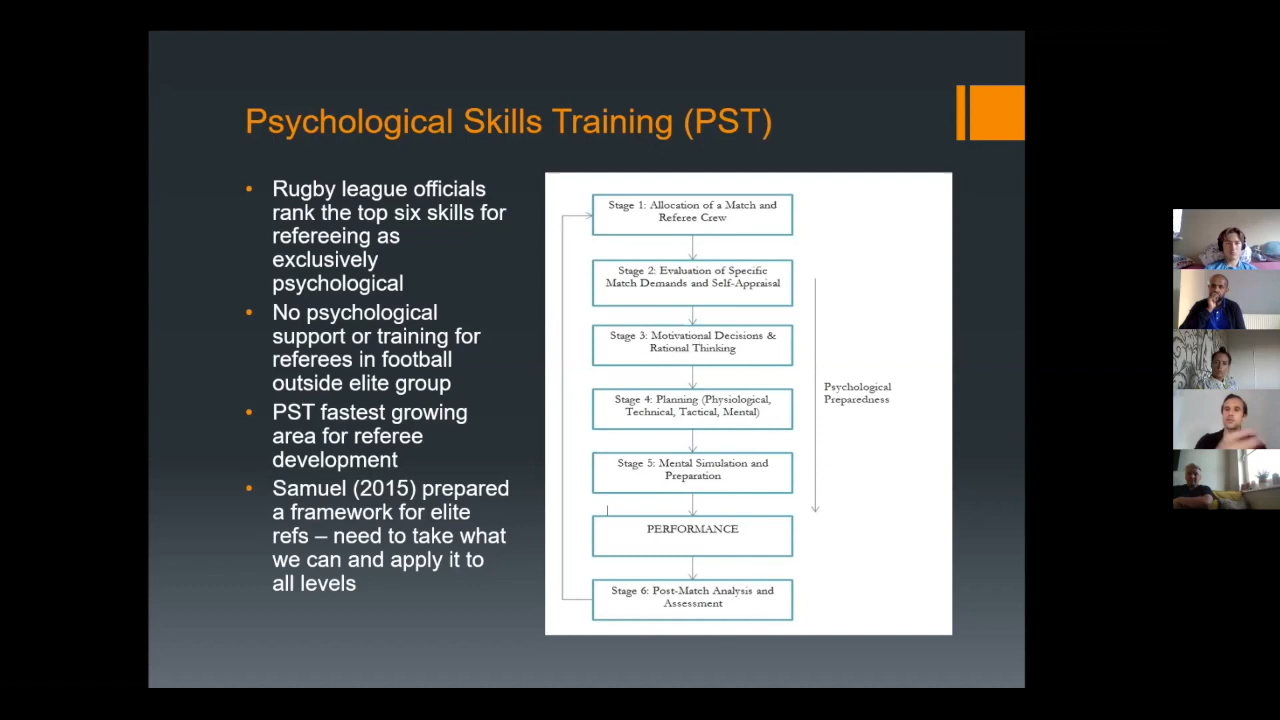 Psychological Skills Training (PST)
Rugby league officials
rank the top six skills for
refereeing as
exclusively
psychological
No psychological
support or training for
referees in football
outside elite group
PST fastest growing
area for referee
development
Samuel (2015) prepared
a framework for elite
refs – need to take what
we can and apply it to
all levels
Stage 1: Allocation of a Match and
Referee Crew
Stage 2: Evaluation of Specific
Match Demands and Self-Appraisal
Stage 3: Motivational Decisions &
Rational Thinking
Stage 4: Planning (Physiological,
Technical, Tactical, Mental)
Stage 5: Mental Simulation and
Preparation
PERFORMANCE
Stage 6: Post-Match Analysis and
Assessment
Psychological
Preparedness